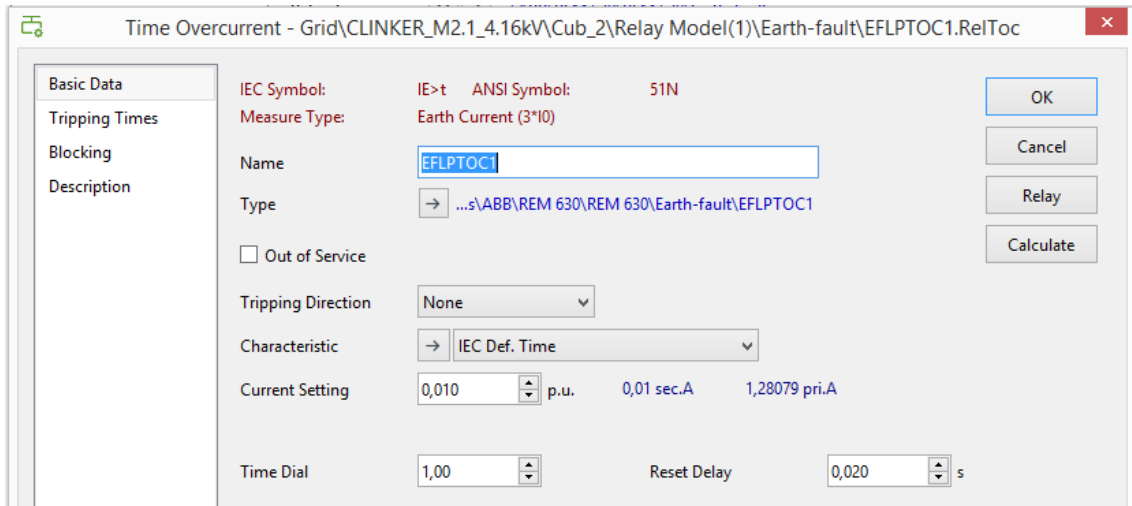 Time Overcurrent - Grid\CLINKER_M2.1_4.16kV\Cub_2\Relay Model(1)\Earth-fault\EFLPTOC1.RelToc
Basic Data
Tripping Times
Blocking
Description
IEC Symbol: IE>t ANSI Symbol: 51N
Measure Type: Earth Current (3*I0)
Name EFLPTOC1
Type ...s\ABB\REM 630\REM 630\Earth-fault\EFLPTOC1
Out of Service
Tripping Direction None
Characteristic IEC Def. Time
Current Setting 0,010 p.u. 0,01 sec.A 1,28079 pri.A
Time Dial 1,00 Reset Delay 0,020 s
OK
Cancel
Relay
Calculate